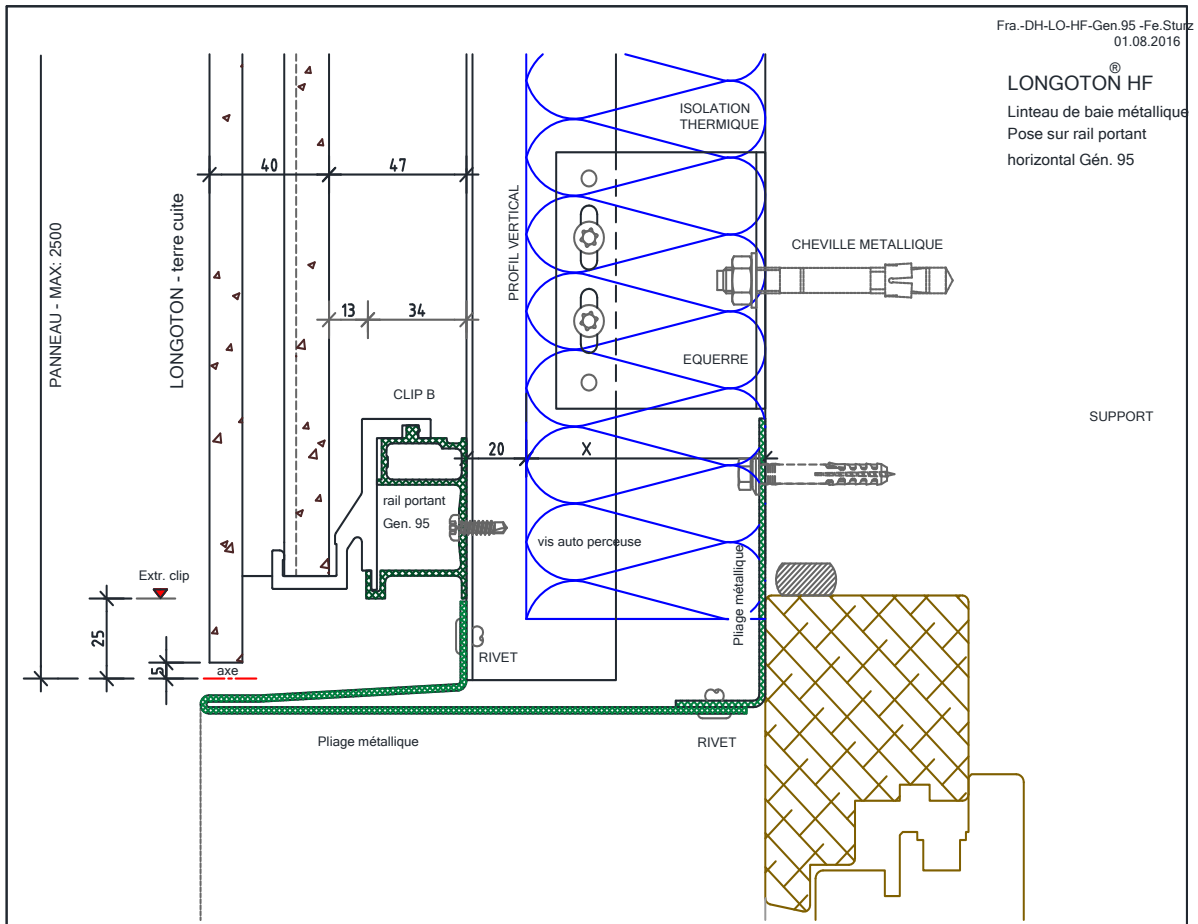 Fra.-DH-LO-HF-Gen.95 -Fe.Sturz
01.08.2016
LONGOTON® HF
Linteau de baie métallique
Pose sur rail portant
horizontal Gén. 95
ISOLATION
THERMIQUE
40
47
PANNEAU - MAX: 2500
LONGOTON - terre cuite
PROFIL VERTICAL
CHEVILLE METALLIQUE
13
34
EQUERRE
CLIP B
SUPPORT
20
X
rail portant
Gen. 95
vis auto perceuse
Pliage métallique
Extr. clip
25
5
axe
RIVET
Pliage métallique
RIVET